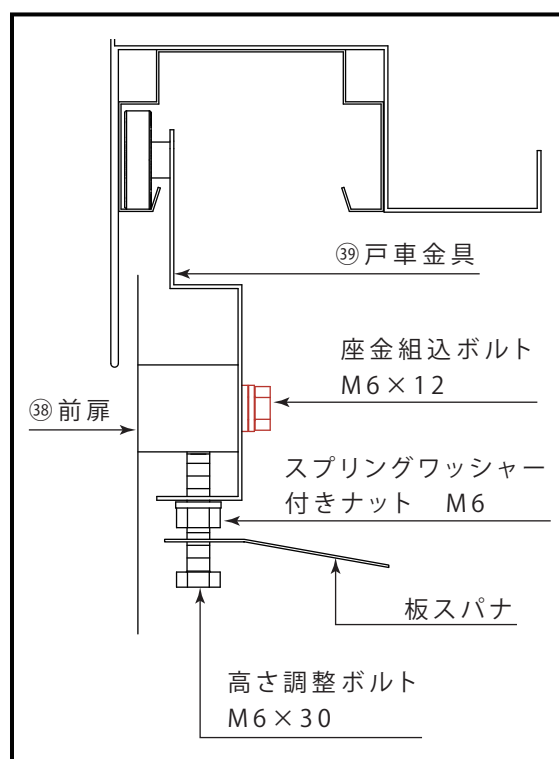 ㊴戸車金具
座金組込ボルト
M6×12
㊳前扉
スプリングワッシャー
付きナット　M6
板スパナ
高さ調整ボルト
M6×30